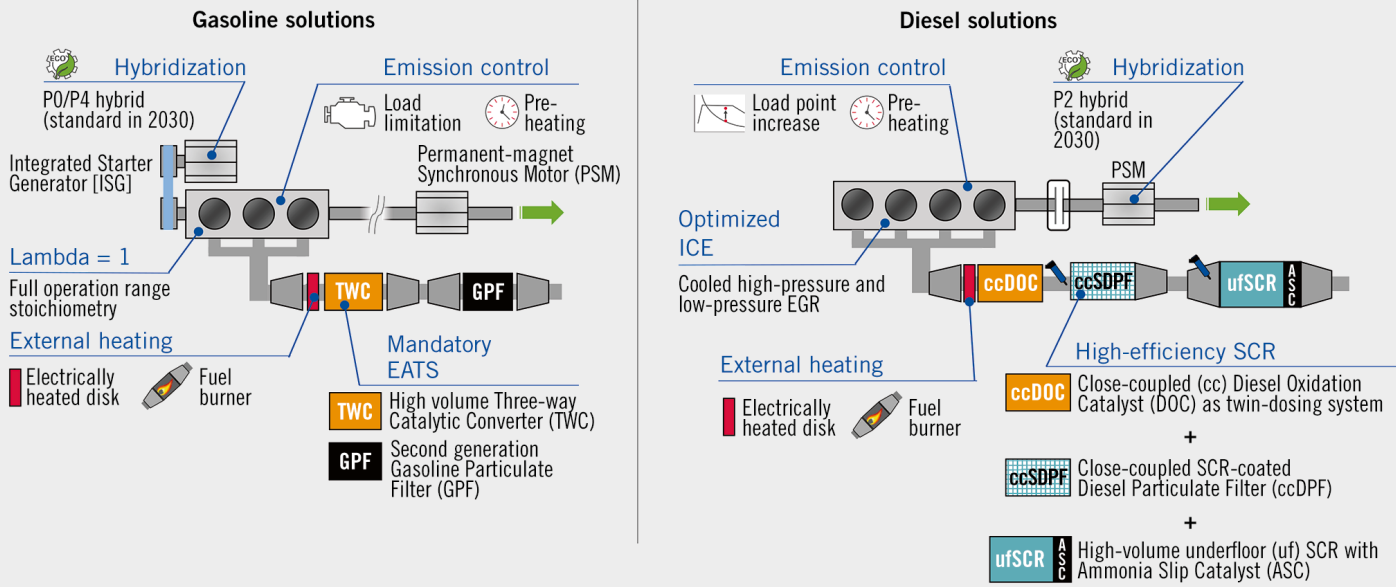 Gasoline solutions
ECO
Hybridization
P0/P4 hybrid
(standard in 2030)
Integrated Starter
Generator [ISG]
Emission control
Load
limitation
Pre-
heating
Permanent-magnet
Synchronous Motor (PSM)
Lambda = 1
Full operation range
stoichiometry
TWC
GPF
External heating
Electrically
heated disk
Fuel
burner
Mandatory
EATS
TWC
High volume Three-way
Catalytic Converter (TWC)
GPF
Second generation
Gasoline Particulate
Filter (GPF)
Diesel solutions
Emission control
Load point
increase
Pre-
heating
ECO
Hybridization
P2 hybrid
(standard in
2030)
PSM
Optimized
ICE
Cooled high-pressure and
low-pressure EGR
ccDOC
ccSDPF
ufSCR
ASC
External heating
Electrically
heated disk
Fuel
burner
High-efficiency SCR
ccDOC
Close-coupled (cc) Diesel Oxidation
Catalyst (DOC) as twin-dosing system
+
ccSDPF
Close-coupled SCR-coated
Diesel Particulate Filter (ccDPF)
+
ufSCR
ASC
High-volume underfloor (uf) SCR with
Ammonia Slip Catalyst (ASC)